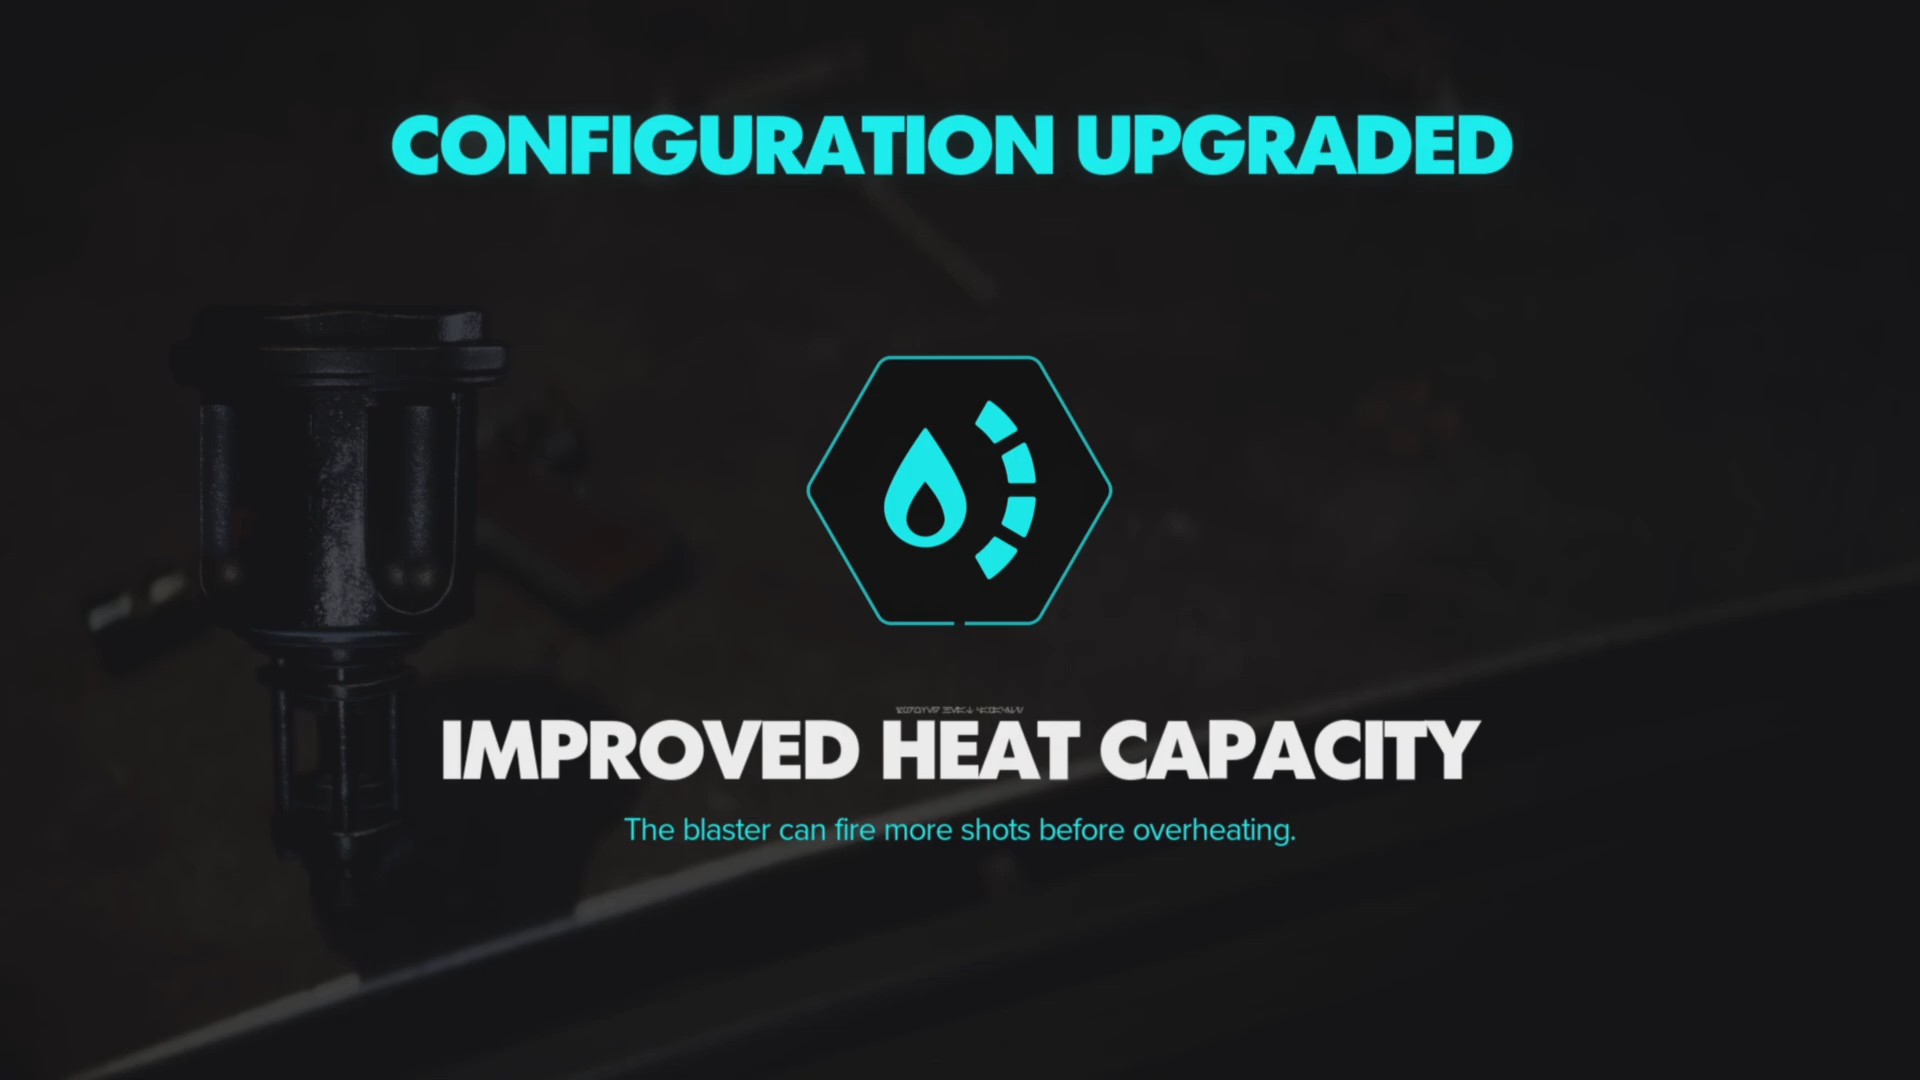 CONFIGURATION UPGRADED
IMPROVED HEAT CAPACITY
The blaster can fire more shots before overheating.